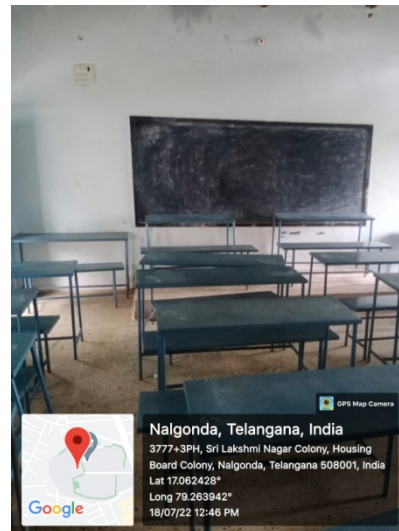 GPS Map Camera
Nalgonda, Telangana, India
3777+3PH, Sri Lakshmi Nagar Colony, Housing
Board Colony, Nalgonda, Telangana 508001, India
Lat 17.062428°
Long 79.263942°
18/07/22 12:46 PM
Google